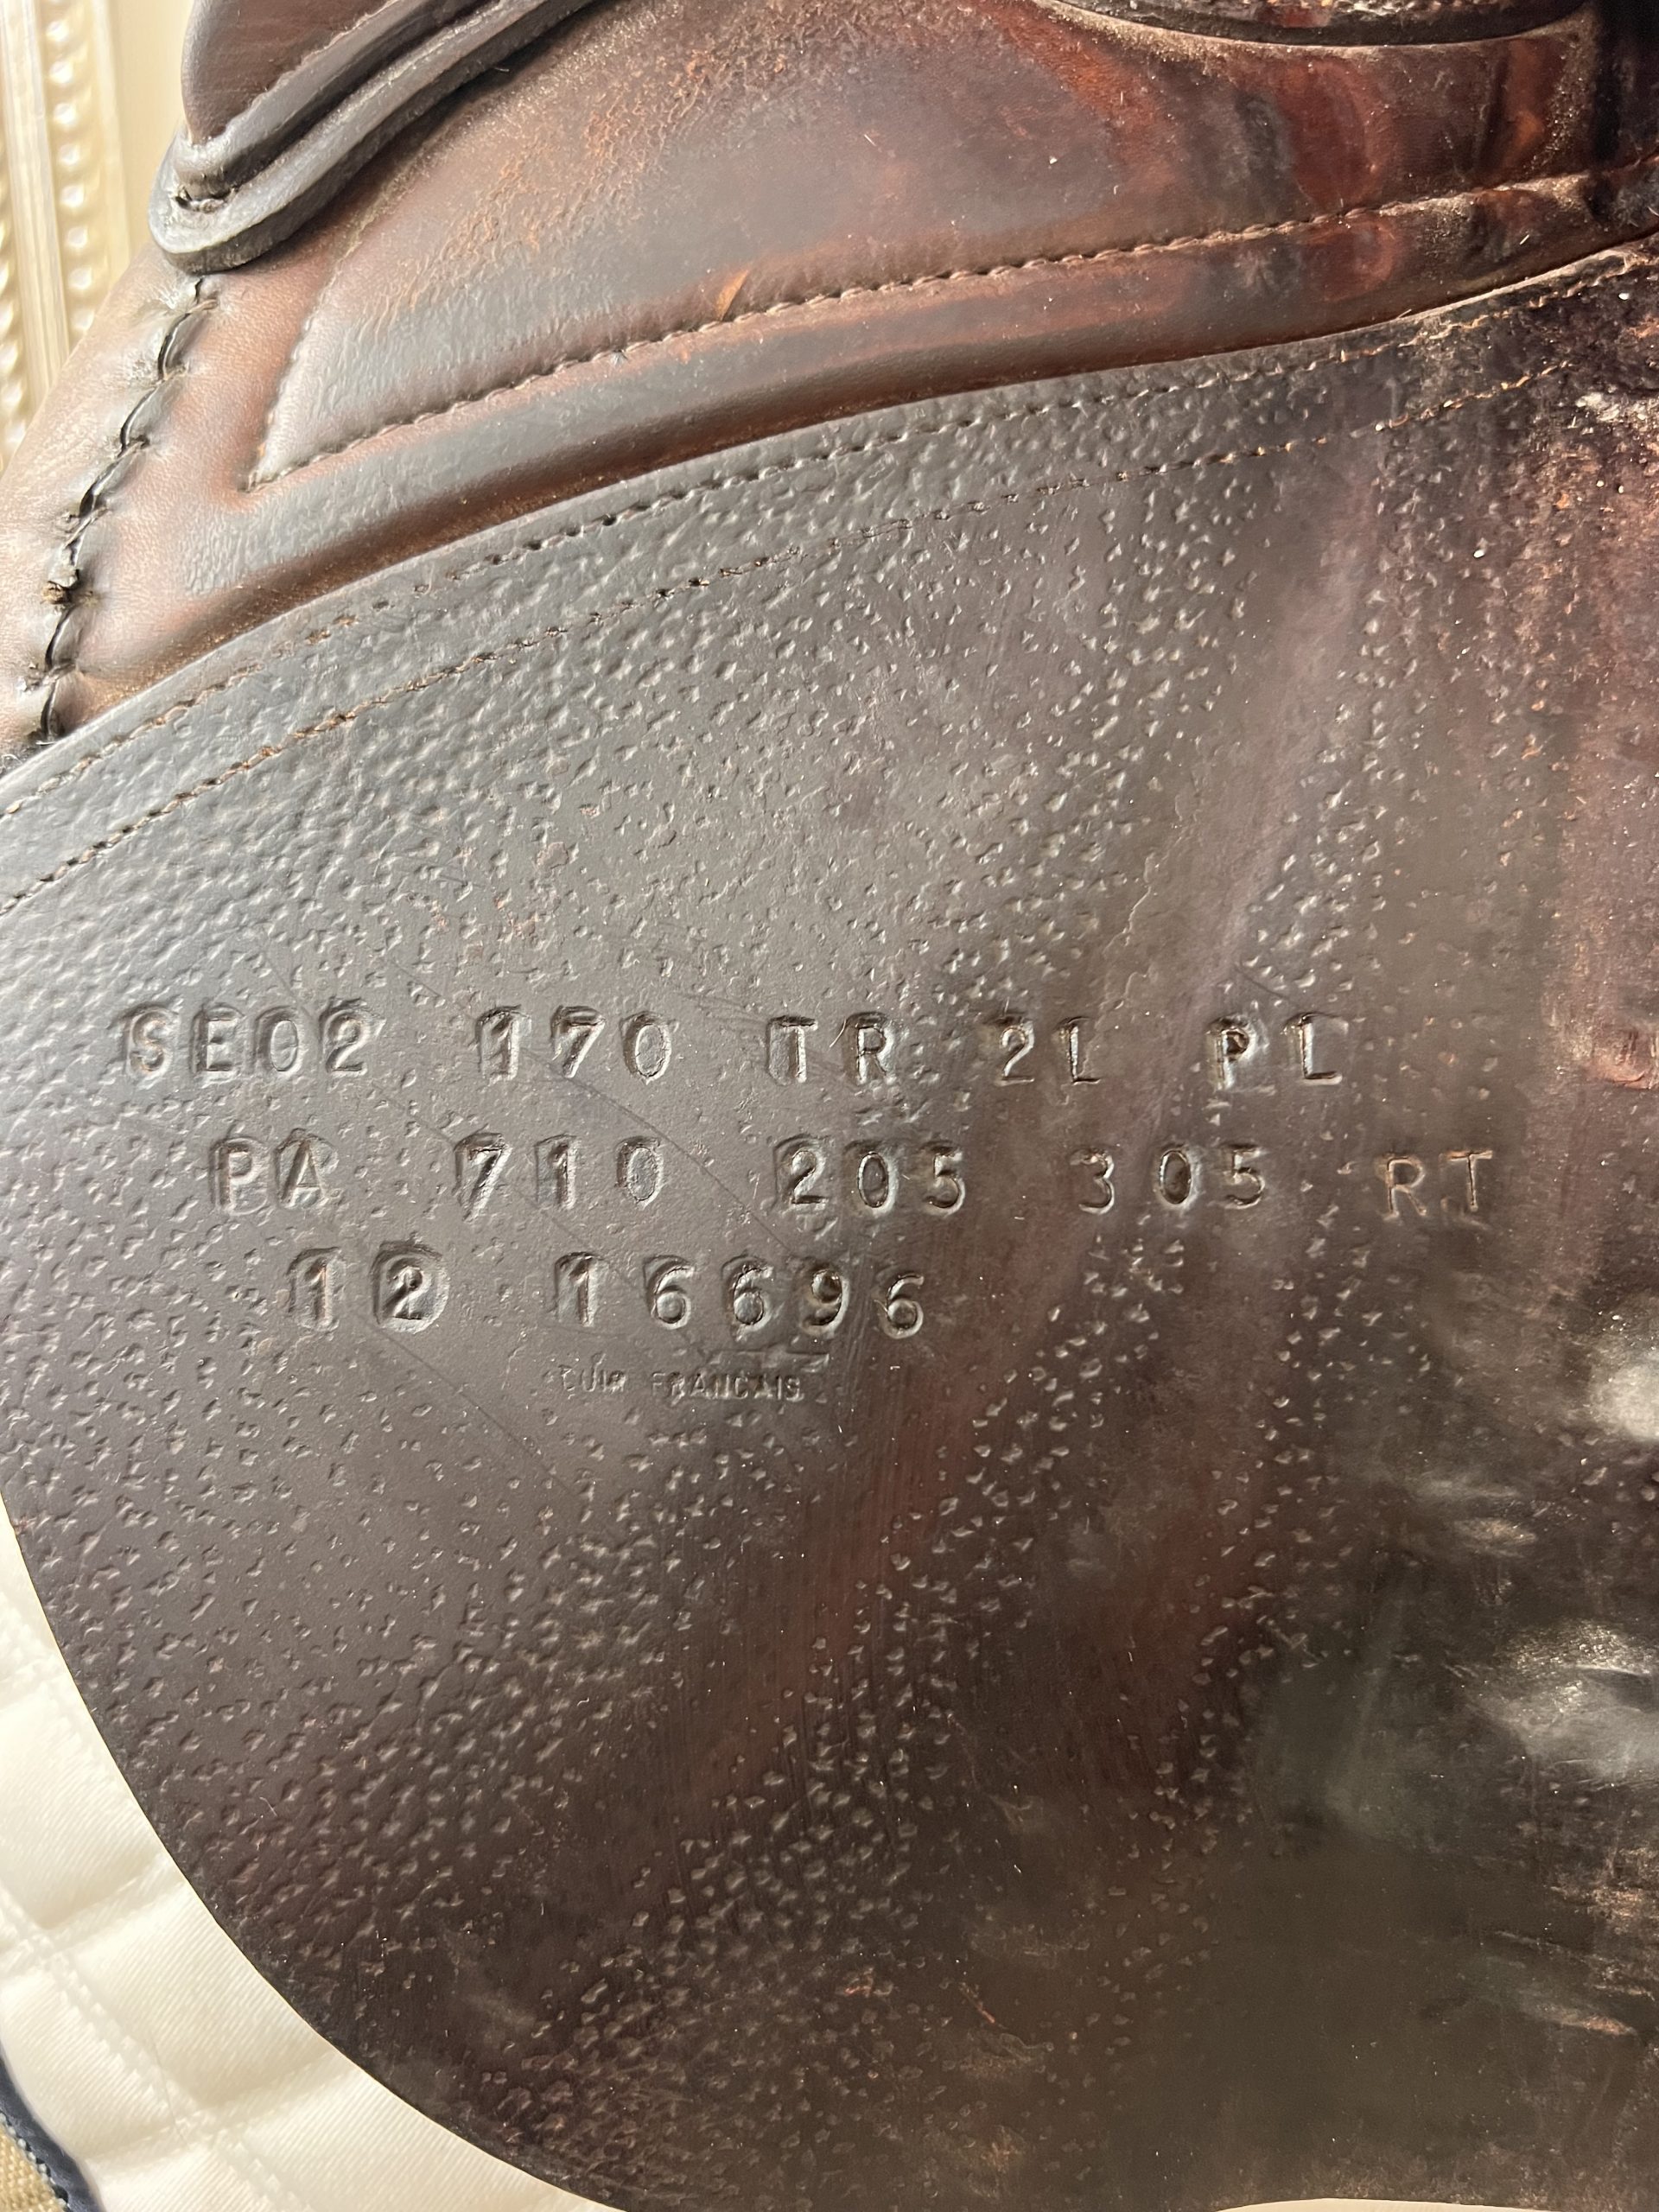 SE02 170 TR 2L PL
PA 710 205 305 RT
12 16696
CUIR FRANCAIS